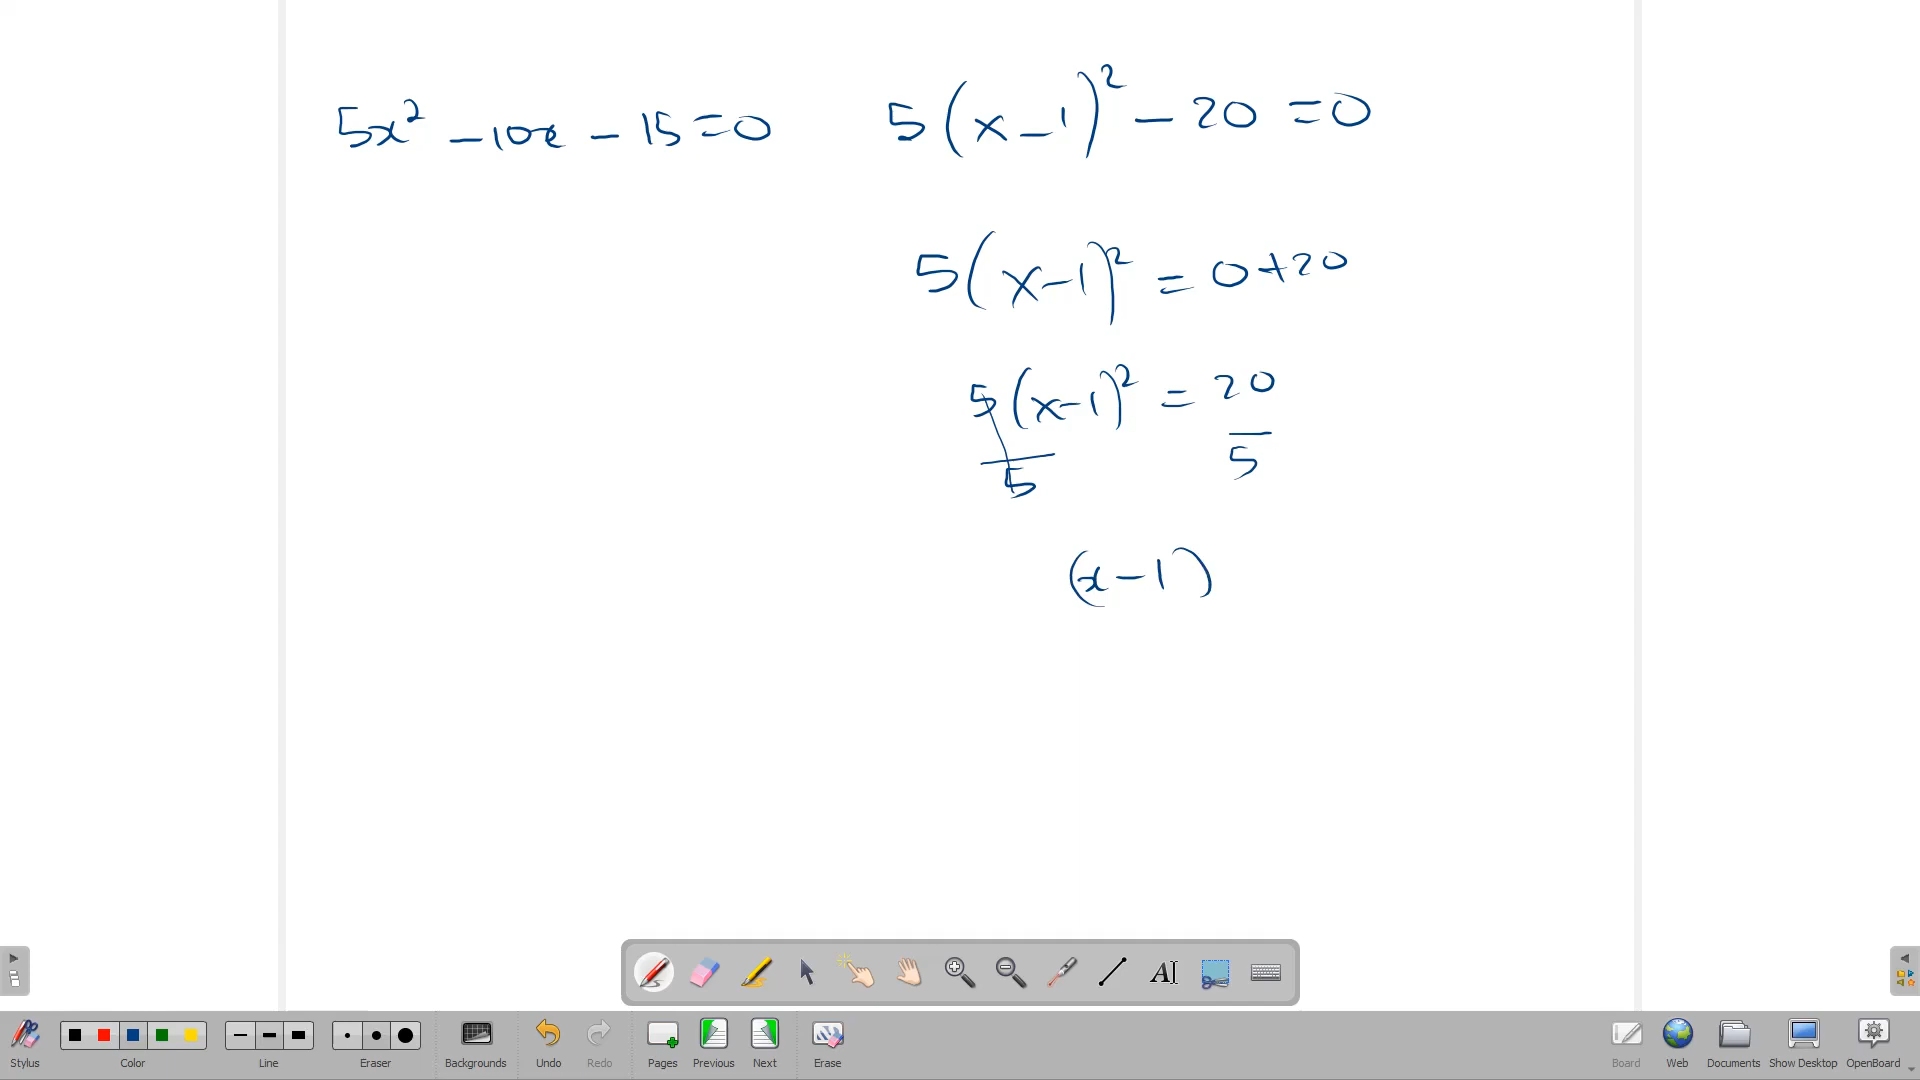 5x² - 10x - 15 = 0
5(x-1)² - 20 = 0
5(x-1)² = 0+20
5(x-1)² = 20
5 5
(x-1)
AI
Stylus Color Line Eraser Backgrounds Undo Redo Pages Previous Next Erase Board Web Documents Show Desktop OpenBoard